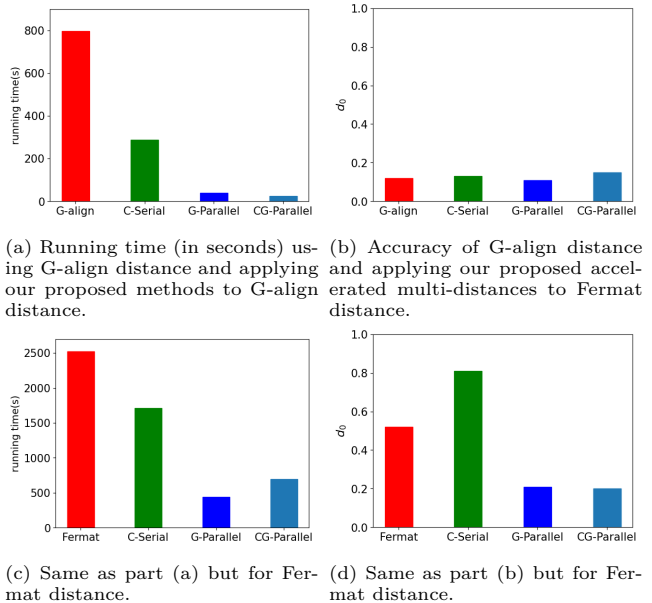 800
600
400
200
0
running time(s)
G-align C-Serial G-Parallel CG-Parallel
1.0
0.8
0.6
0.4
0.2
0.0
d0
G-align C-Serial G-Parallel CG-Parallel
(a) Running time (in seconds) us-
ing G-align distance and applying
our proposed methods to G-align
distance.
(b) Accuracy of G-align distance
and applying our proposed accel-
erated multi-distances to Fermat
distance.
2500
2000
1500
1000
500
0
running time(s)
Fermat C-Serial G-Parallel CG-Parallel
1.0
0.8
0.6
0.4
0.2
0.0
d0
Fermat C-Serial G-Parallel CG-Parallel
(c) Same as part (a) but for Fer-
mat distance.
(d) Same as part (b) but for Fer-
mat distance.